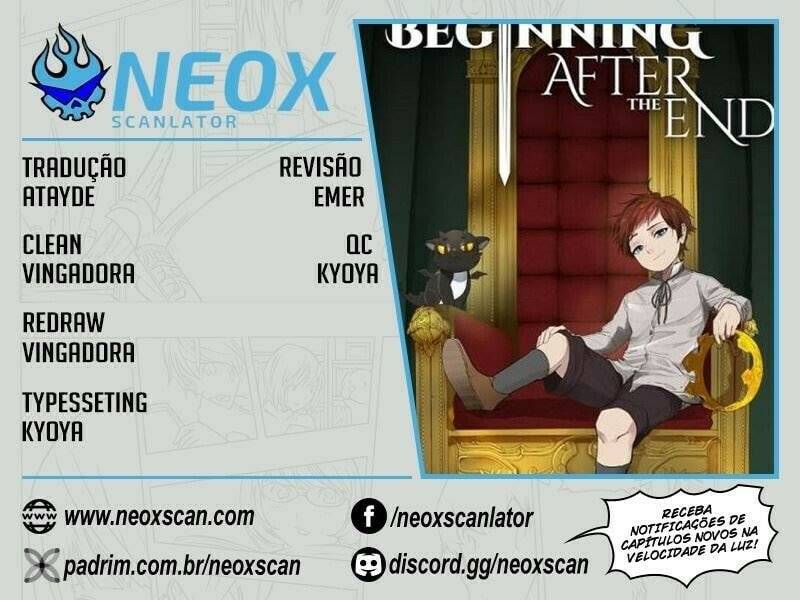 NEOX
SCANLATOR
BEGINNING
AFTER
THE END
TRADUÇÃO
ATAYDE
REVISÃO
EMER
CLEAN
VINGADORA
QC
KYOYA
REDRAW
VINGADORA
TYPESSETING
KYOYA
www
www.neoxscan.com
f /neoxscanlator
padrim.com.br/neoxscan
discord.gg/neoxscan
RECEBA
NOTIFICAÇÕES DE
CAPÍTULOS NOVOS NA
VELOCIDADE DA LUZ!